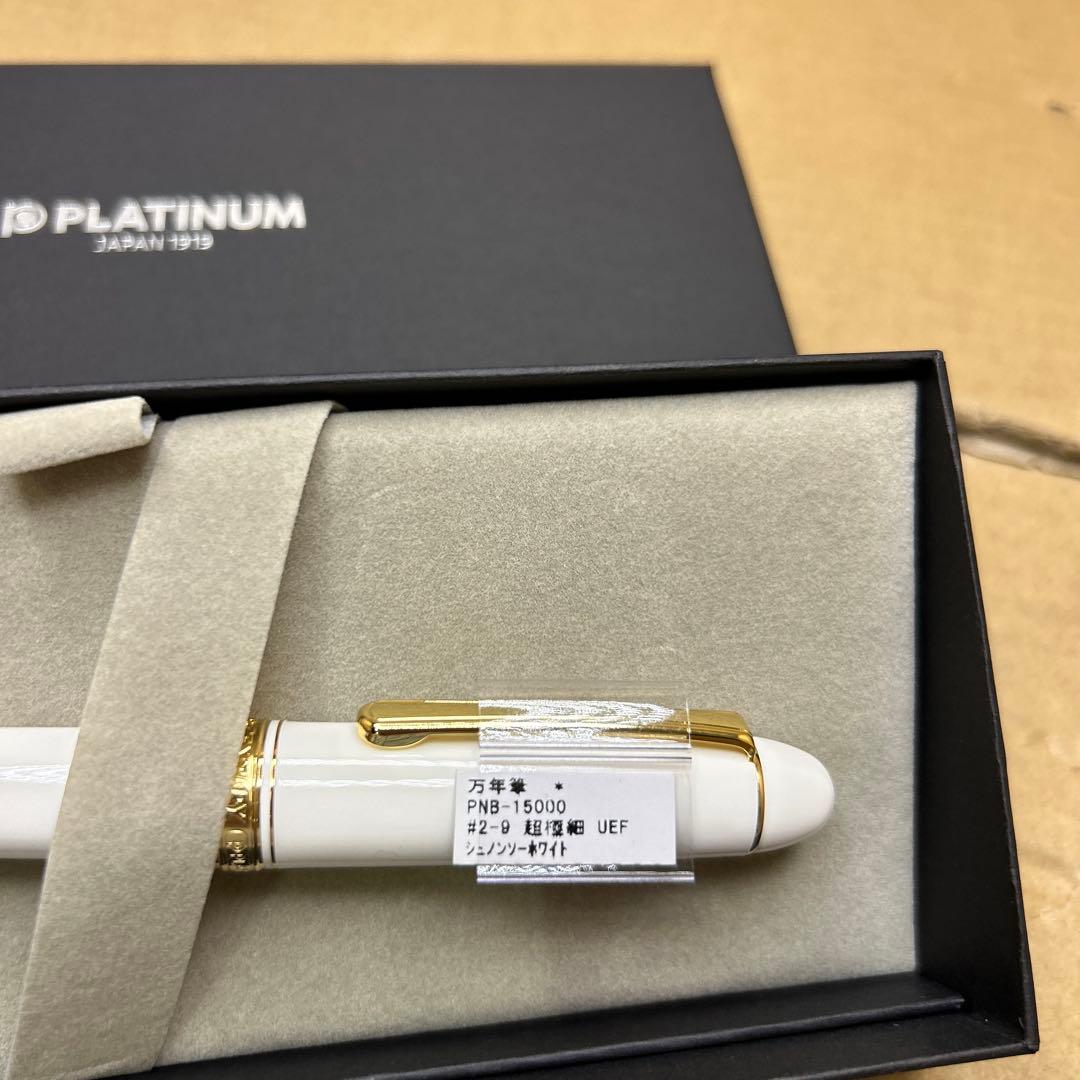 PLATINUM
JAPAN 1919
万年筆 *
PNB-15000
#2-9 超極細 UEF
シュノンソーホワイト